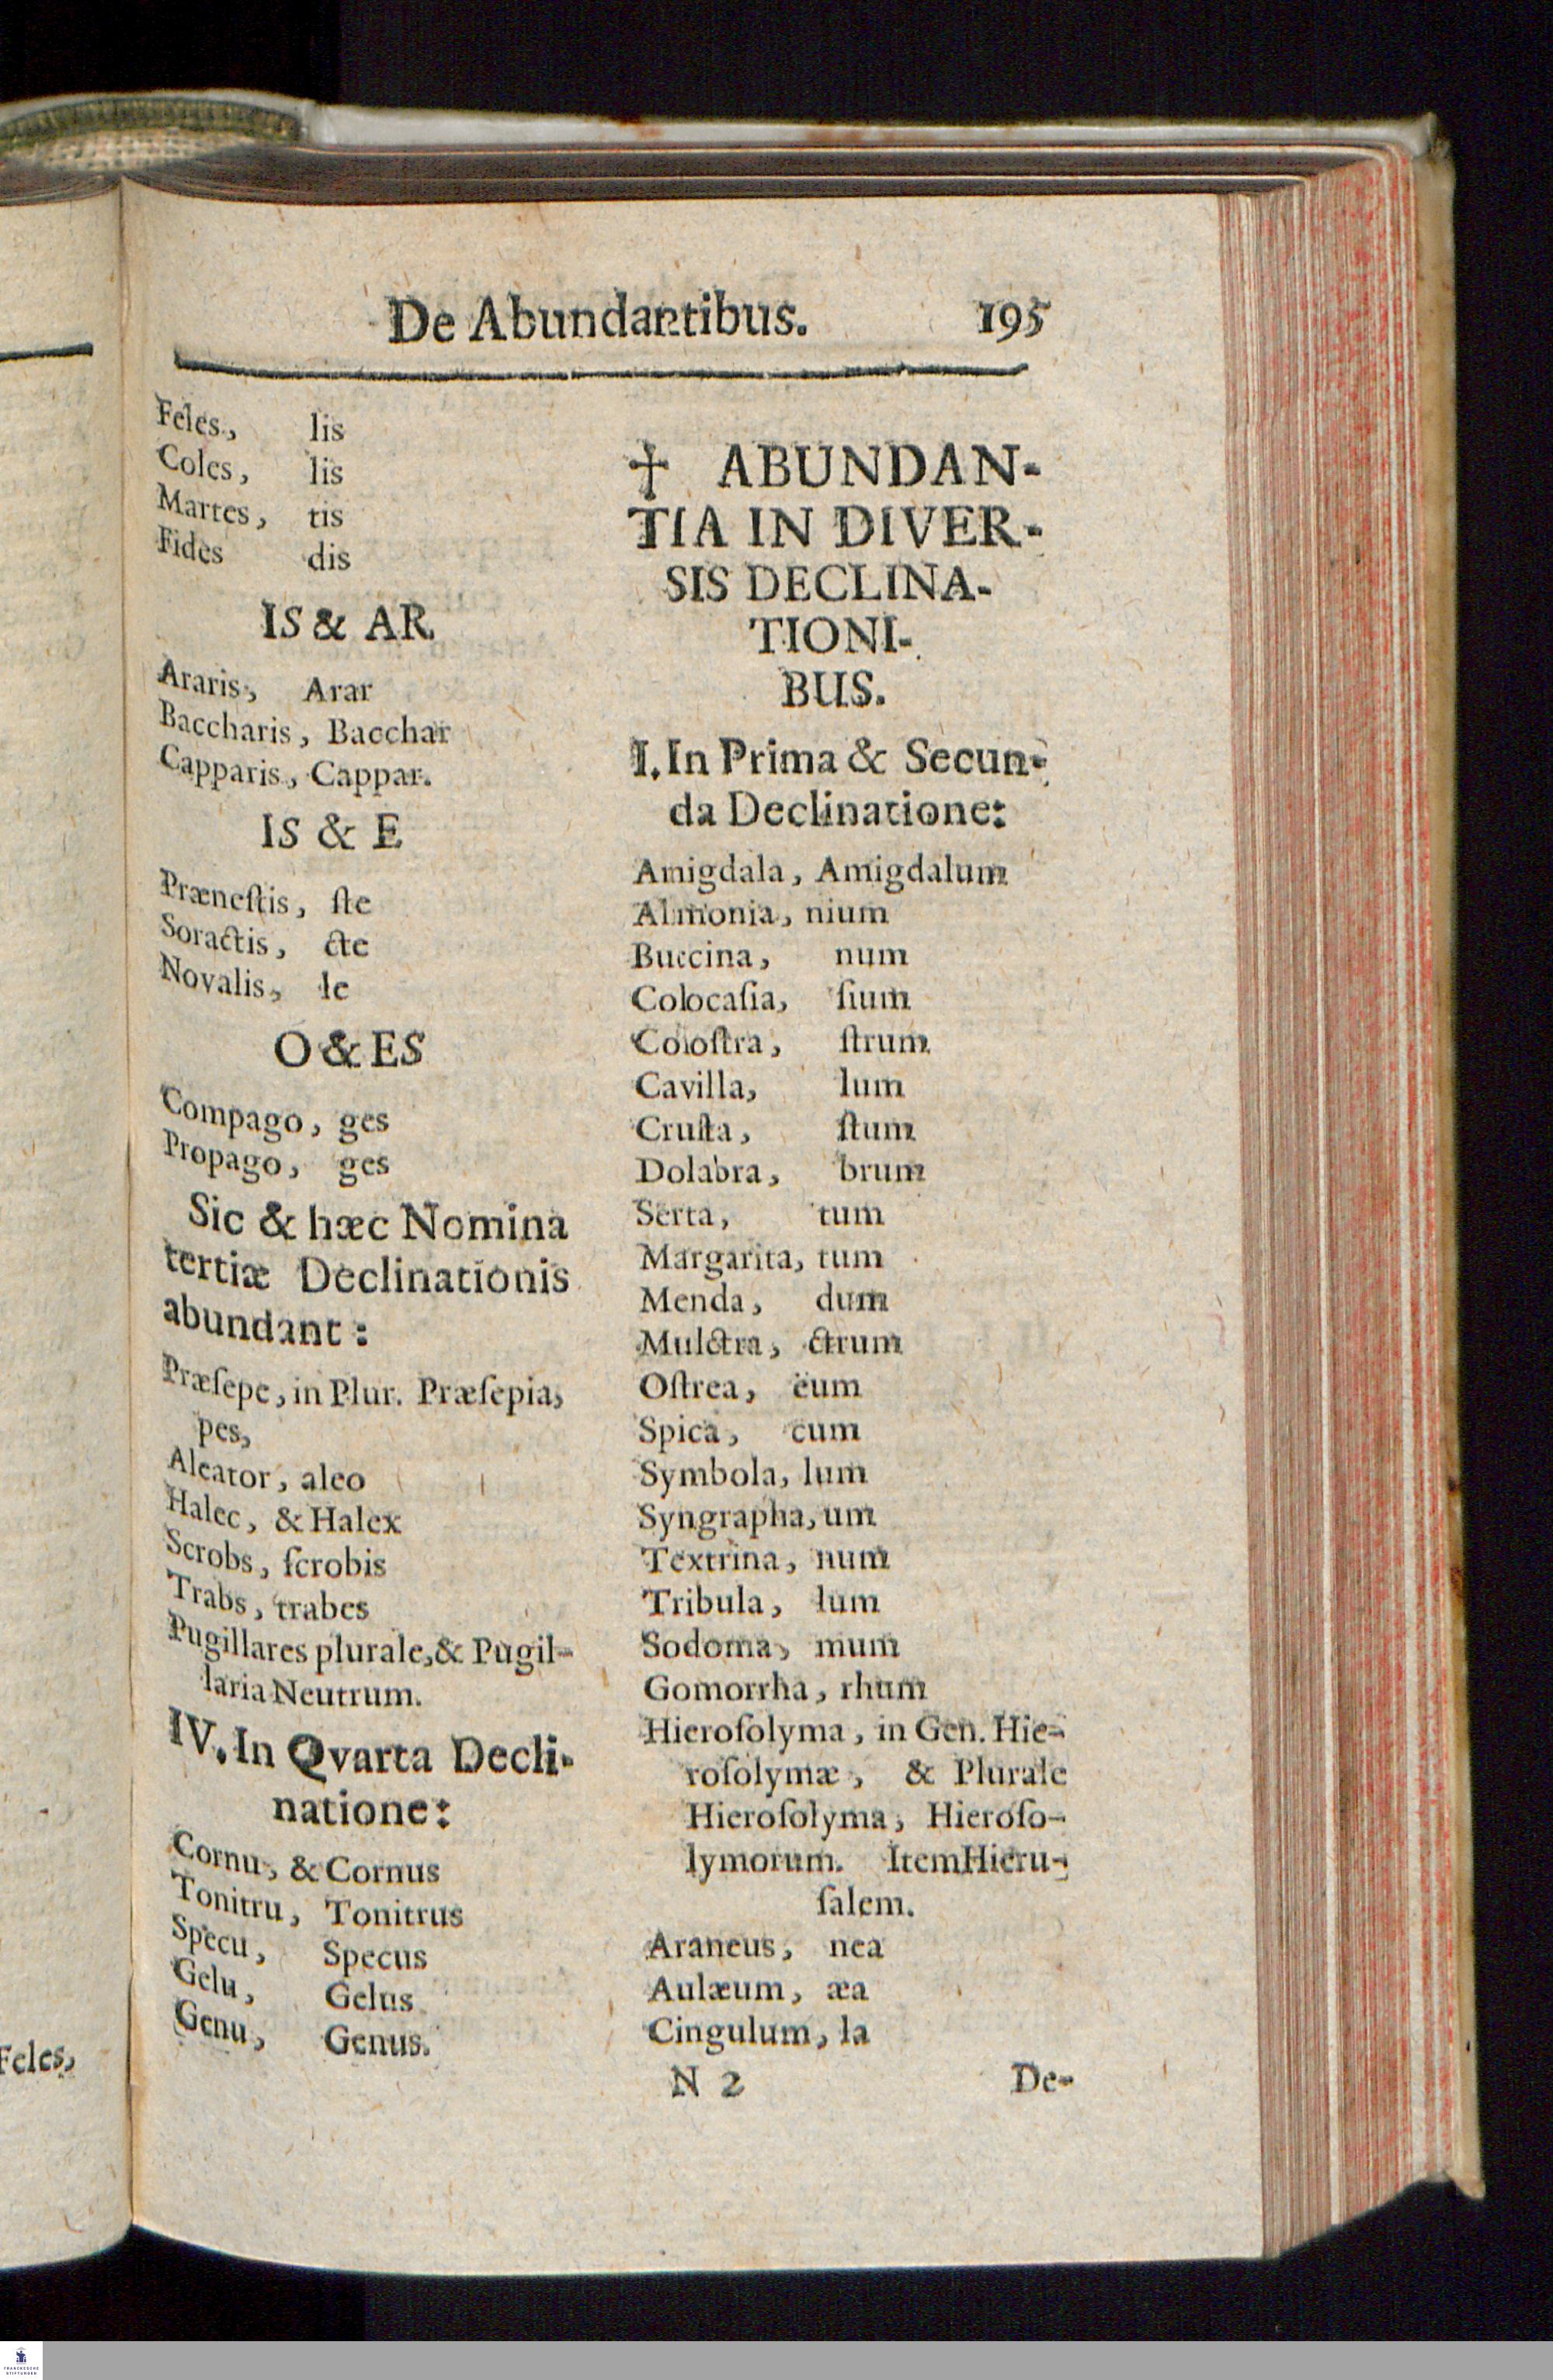 De Abundantibus. 195
Feles, lis
Coles, lis
Martes, tis
Fides dis
IS & AR.
Araris, Arar
Baccharis, Bacchar
Capparis, Cappar.
IS & E
Præneſtis, ſte
Soractis, cte
Novalis, le
O & ES
Compago, ges
Propago, ges
Sic & hæc Nomina
tertiæ Declinationis
abundant:
Præſepe, in Plur. Præſepia,
pes,
Aleator, aleo
Halec, & Halex
Scrobs, ſcrobis
Trabs, trabes
Pugillares plurale, & Pugil-
laria Neutrum.
IV. In Qvarta Decli-
natione:
Cornu, & Cornus
Tonitru, Tonitrus
Specu, Specus
Gelu, Gelus
Genu, Genus.
† ABUNDAN-
TIA IN DIVER-
SIS DECLINA-
TIONI-
BUS.
I. In Prima & Secun-
da Declinatione:
Amigdala, Amigdalum
Almonia, nium
Buccina, num
Colocaſia, ſium
Coloſtra, ſtrum
Cavilla, lum
Cruſta, ſtum
Dolabra, brum
Serta, tum
Margarita, tum
Menda, dum
Mulctra, ctrum
Oſtrea, eum
Spica, cum
Symbola, lum
Syngrapha, um
Textrina, num
Tribula, lum
Sodoma, mum
Gomorrha, rhum
Hieroſolyma, in Gen. Hie-
roſolymæ, & Plurale
Hieroſolyma, Hieroſo-
lymorum. Item Hieru-
ſalem.
Araneus, nea
Aulæum, æa
Cingulum, la
N 2 De-
Feles,
FRANCKESCHE
STIFTUNGEN